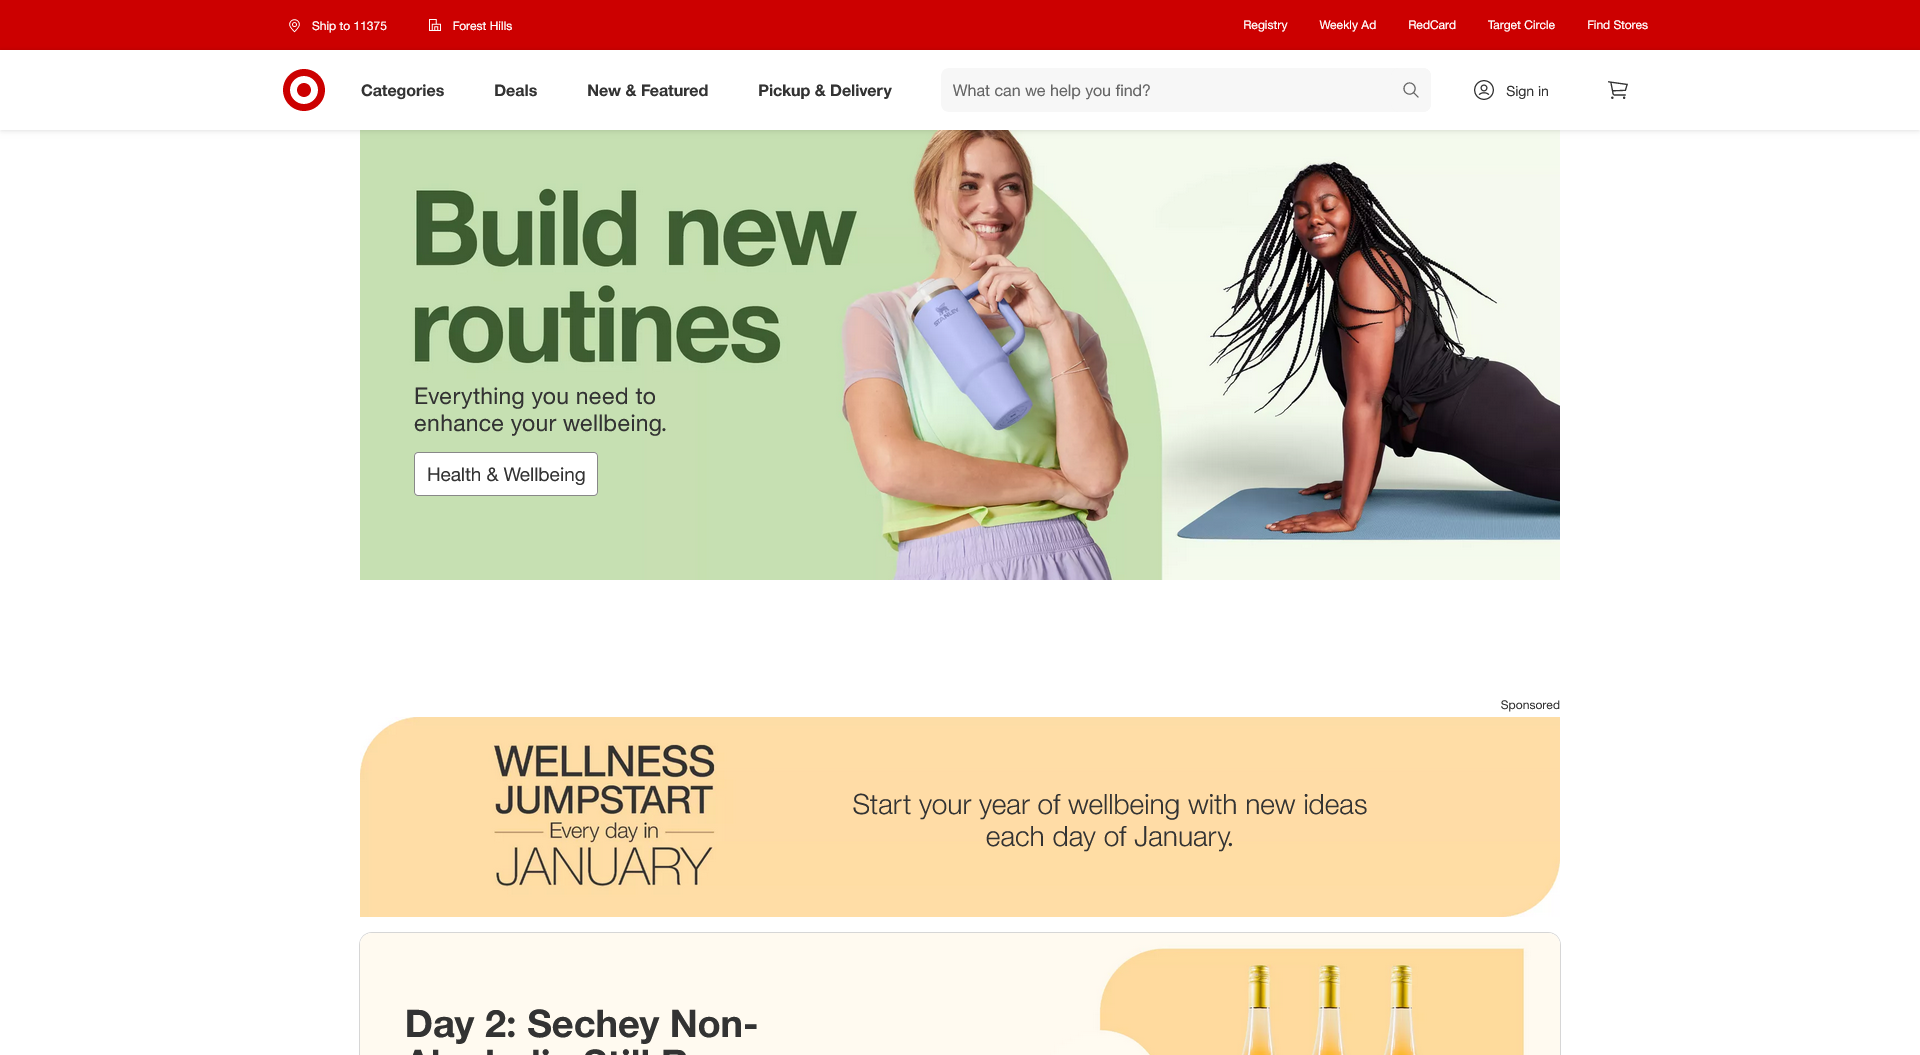 Ship to 11375
Forest Hills
Registry
Weekly Ad
RedCard
Target Circle
Find Stores
Categories
Deals
New & Featured
Pickup & Delivery
What can we help you find?
Sign in
Build new
routines
Everything you need to
enhance your wellbeing.
Health & Wellbeing
STANLEY
Sponsored
WELLNESS
JUMPSTART
Every day in
JANUARY
Start your year of wellbeing with new ideas
each day of January.
Day 2: Sechey Non-